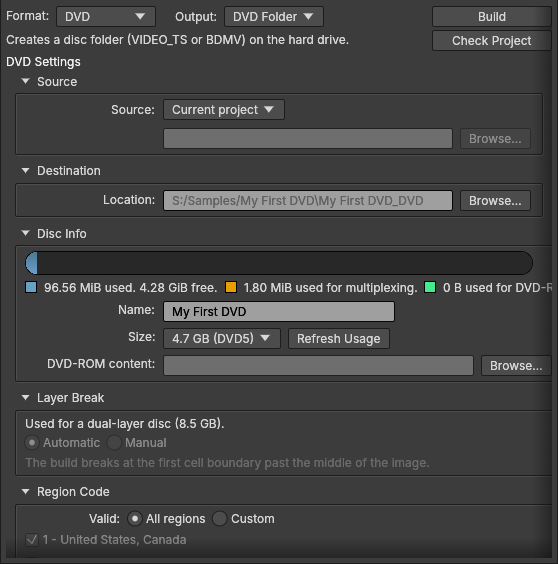 Format: DVD Output: DVD Folder Build
Creates a disc folder (VIDEO_TS or BDMV) on the hard drive. Check Project
DVD Settings
Source
Source: Current project
Browse...
Destination
Location: S:/Samples/My First DVD\My First DVD_DVD Browse...
Disc Info
96.56 MiB used. 4.28 GiB free. 1.80 MiB used for multiplexing. 0 B used for DVD-R
Name: My First DVD
Size: 4.7 GB (DVD5) Refresh Usage
DVD-ROM content: Browse...
Layer Break
Used for a dual-layer disc (8.5 GB).
Automatic Manual
The build breaks at the first cell boundary past the middle of the image.
Region Code
Valid: All regions Custom
1 - United States, Canada